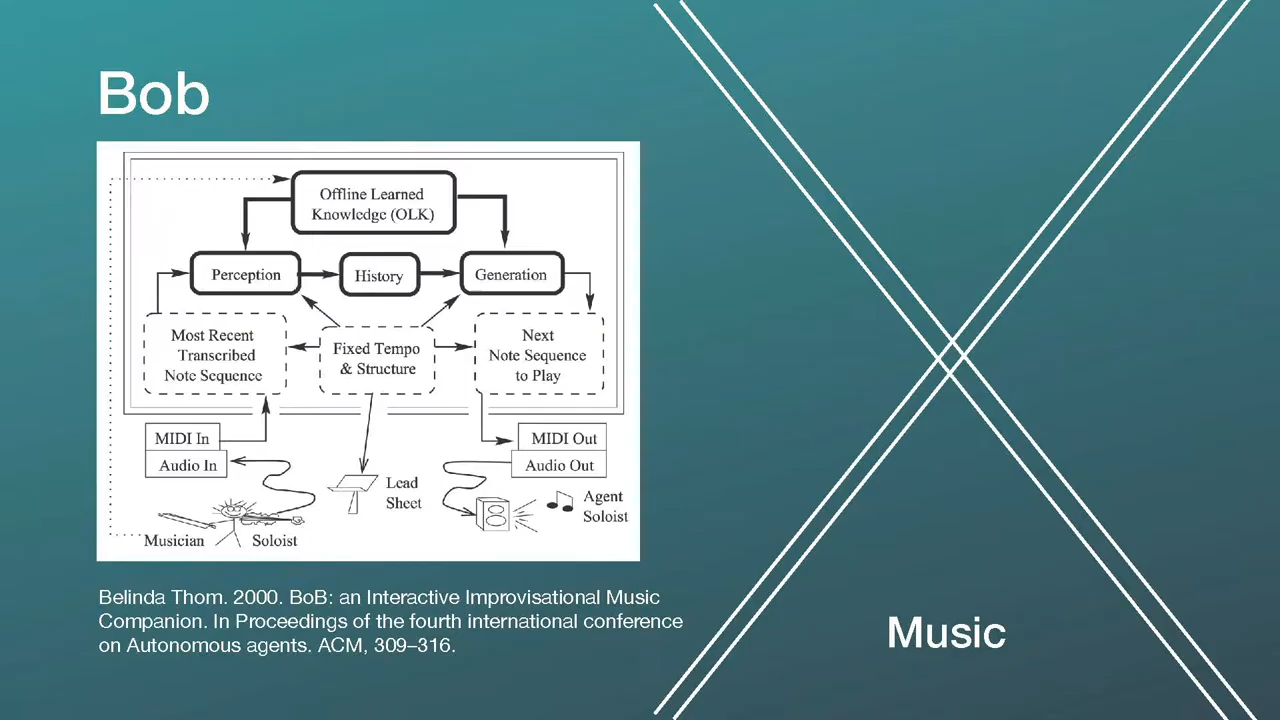 Bob
Offline Learned
Knowledge (OLK)
Perception
History
Generation
Most Recent
Transcribed
Note Sequence
Fixed Tempo
& Structure
Next
Note Sequence
to Play
MIDI In
Audio In
MIDI Out
Audio Out
Lead
Sheet
Agent
Soloist
Musician
Soloist
Belinda Thom. 2000. BoB: an Interactive Improvisational Music
Companion. In Proceedings of the fourth international conference
on Autonomous agents. ACM, 309–316.
Music